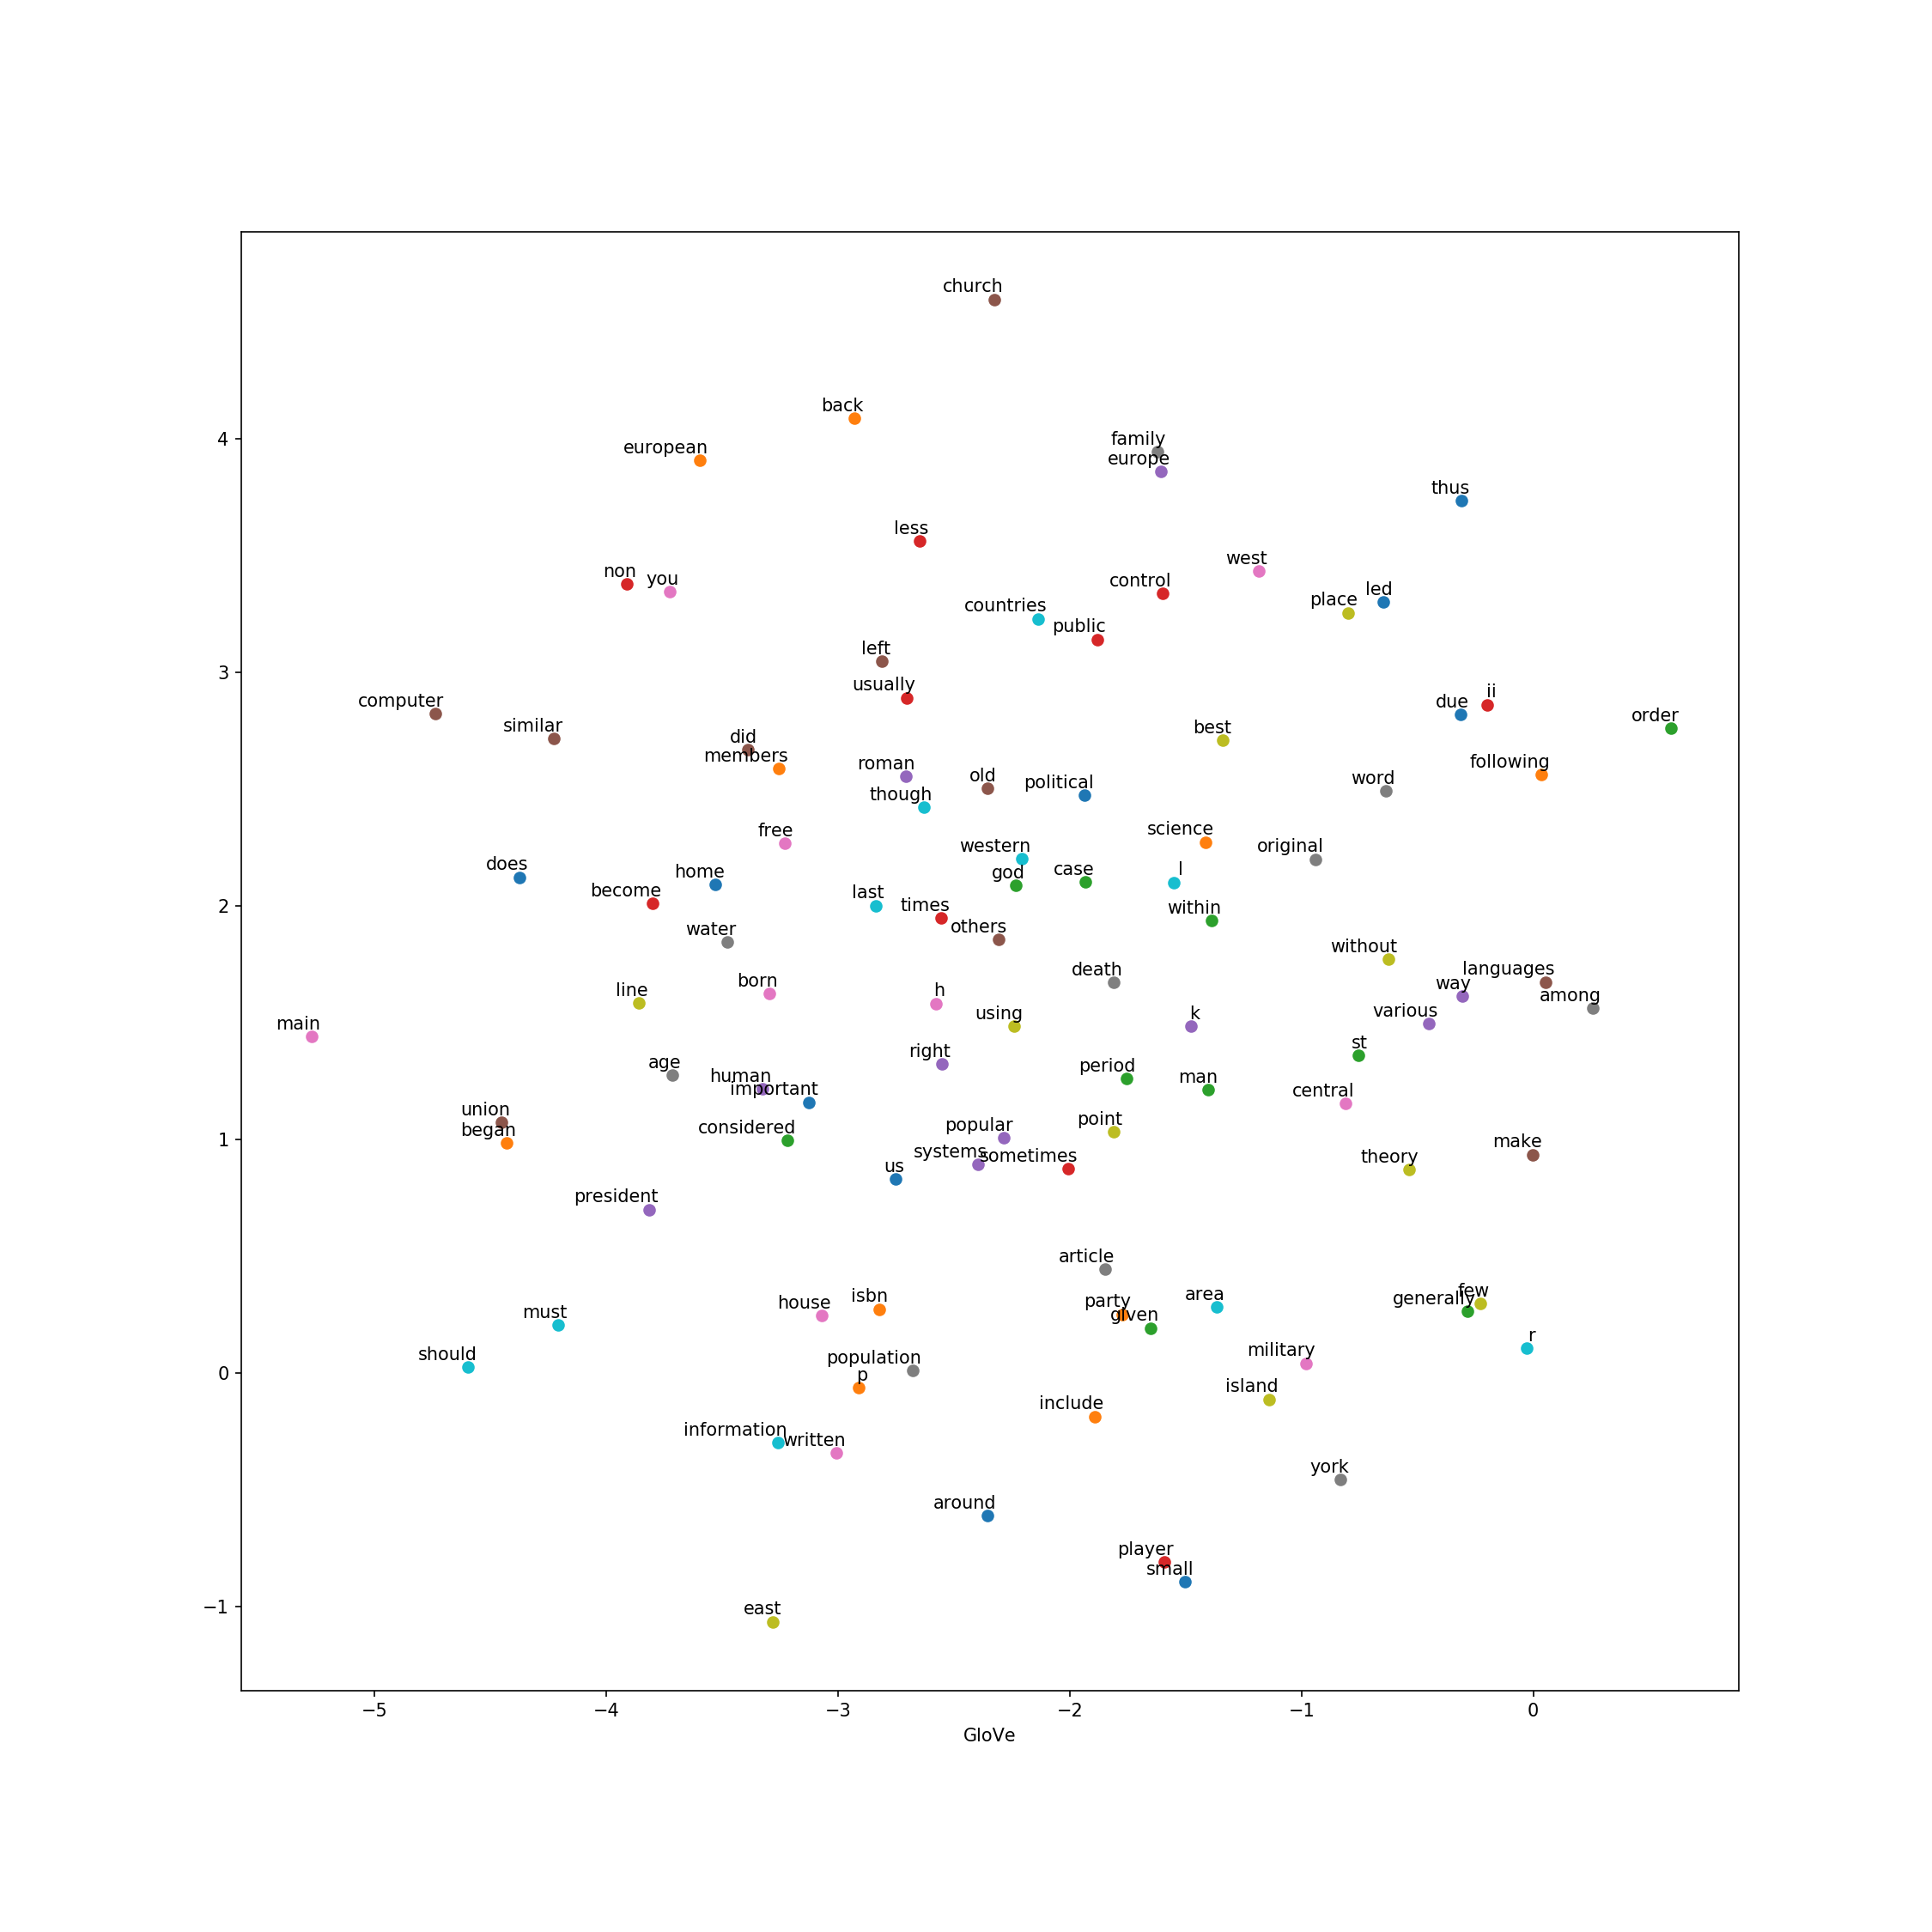 church
back
4
european
family
europe
thus
less
west
non
you
control
led
place
countries
public
left
3
usually
ii
computer
due
order
similar
best
did
members
following
roman
old
word
political
though
free
science
western
original
does
god
case
l
home
become
last
2
times
within
others
water
without
death
languages
born
way
line
h
among
using
k
various
main
st
right
age
period
human
man
important
central
union
point
began
1
considered
popular
make
systems
sometimes
theory
us
president
article
few
isbn
area
generally
house
party
must
given
r
military
should
0
population
p
island
include
information
written
york
around
player
small
−1
east
−5
−4
−3
−2
−1
0
GloVe